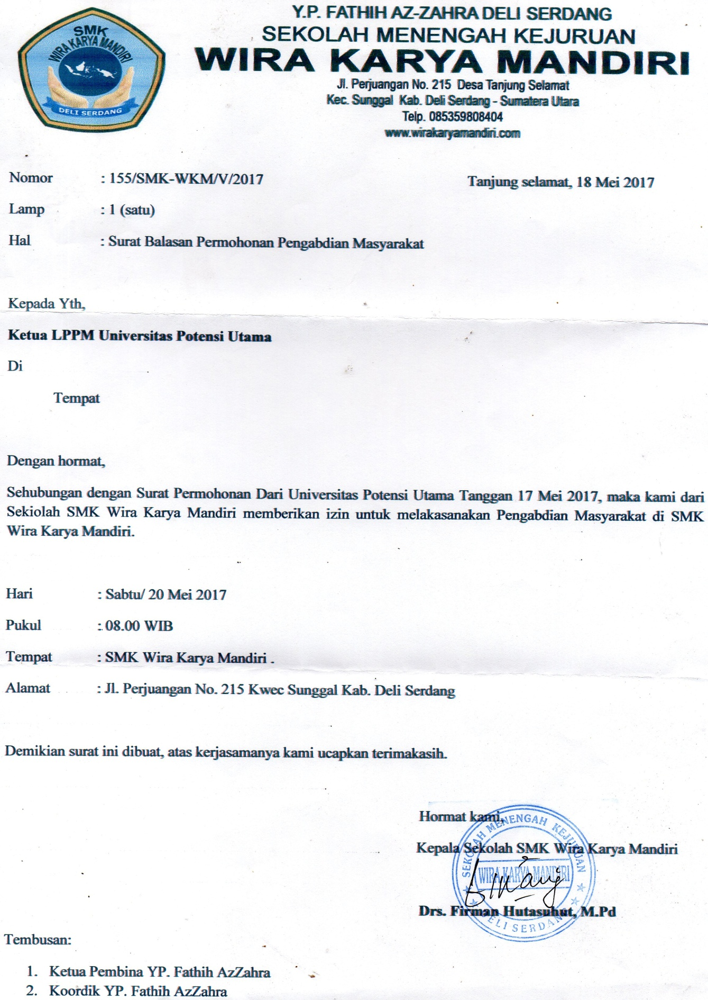 SMK
WIRA KARYA MANDIRI
DELI SERDANG
Y.P. FATHIH AZ-ZAHRA DELI SERDANG
SEKOLAH MENENGAH KEJURUAN
WIRA KARYA MANDIRI
Jl. Perjuangan No. 215 Desa Tanjung Selamat
Kec. Sunggal Kab. Deli Serdang - Sumatera Utara
Telp. 085359808404
www.wirakaryamandiri.com
Nomor : 155/SMK-WKM/V/2017 Tanjung selamat, 18 Mei 2017
Lamp : 1 (satu)
Hal : Surat Balasan Permohonan Pengabdian Masyarakat
Kepada Yth,
Ketua LPPM Universitas Potensi Utama
Di
Tempat
Dengan hormat,
Sehubungan dengan Surat Permohonan Dari Universitas Potensi Utama Tanggan 17 Mei 2017, maka kami dari
Sekiolah SMK Wira Karya Mandiri memberikan izin untuk melakasanakan Pengabdian Masyarakat di SMK
Wira Karya Mandiri.
Hari : Sabtu/ 20 Mei 2017
Pukul : 08.00 WIB
Tempat : SMK Wira Karya Mandiri .
Alamat : Jl. Perjuangan No. 215 Kwec Sunggal Kab. Deli Serdang
Demikian surat ini dibuat, atas kerjasamanya kami ucapkan terimakasih.
Hormat kami,
Kepala Sekolah SMK Wira Karya Mandiri
SEKOLAH MENENGAH KEJURUAN
WIRA KARYA MANDIRI
DELI SERDANG
Drs. Firman Hutasuhut, M.Pd
Tembusan:
1. Ketua Pembina YP. Fathih AzZahra
2. Koordik YP. Fathih AzZahra